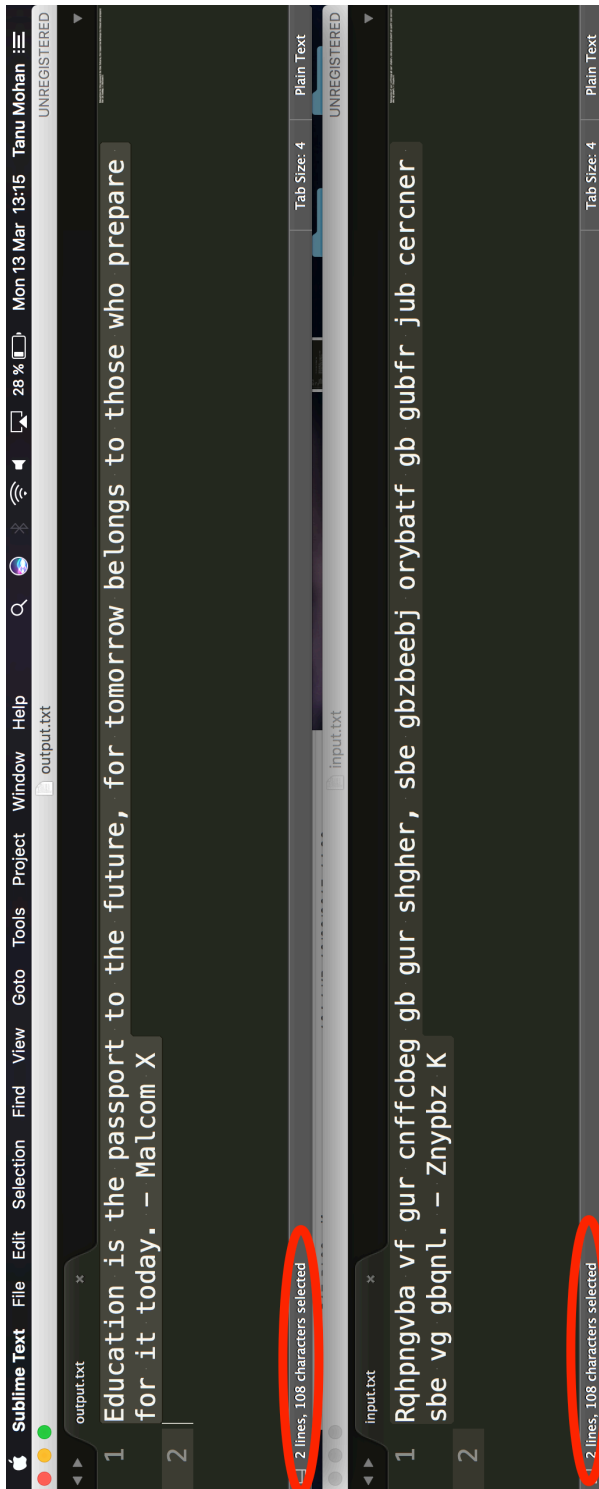 Sublime Text File Edit Selection Find View Goto Tools Project Window Help 28 % Mon 13 Mar 13:15 Tanu Mohan
output.txt UNREGISTERED
output.txt ×
1 Education is the passport to the future, for tomorrow belongs to those who prepare
for it today. – Malcom X
2
2 lines, 108 characters selected Tab Size: 4 Plain Text
input.txt UNREGISTERED
input.txt ×
1 Rqhpngvba vf gur cnffcbeg gb gur shgher, sbe gbzbeebj orybatf gb gubfr jub cercner
sbe vg gbqnl. – Znypbz K
2
2 lines, 108 characters selected Tab Size: 4 Plain Text